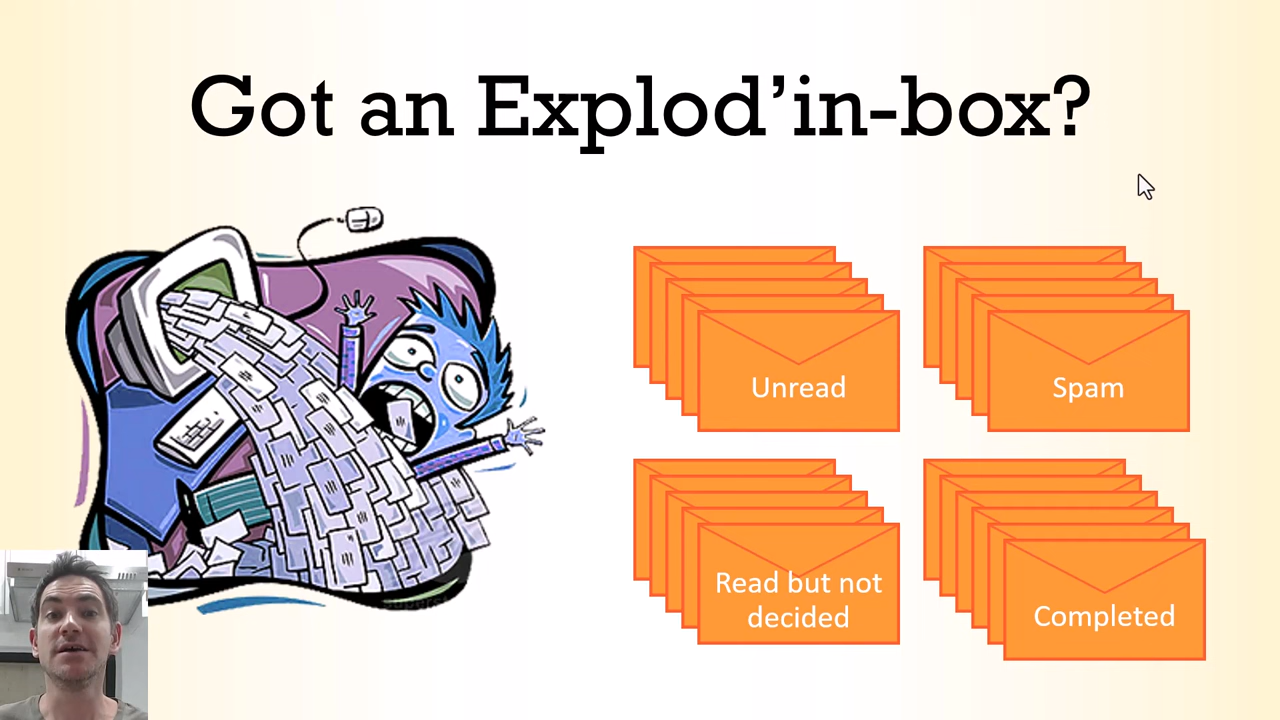 Got an Explod’in-box?
Unread
Spam
Read but not
decided
Completed